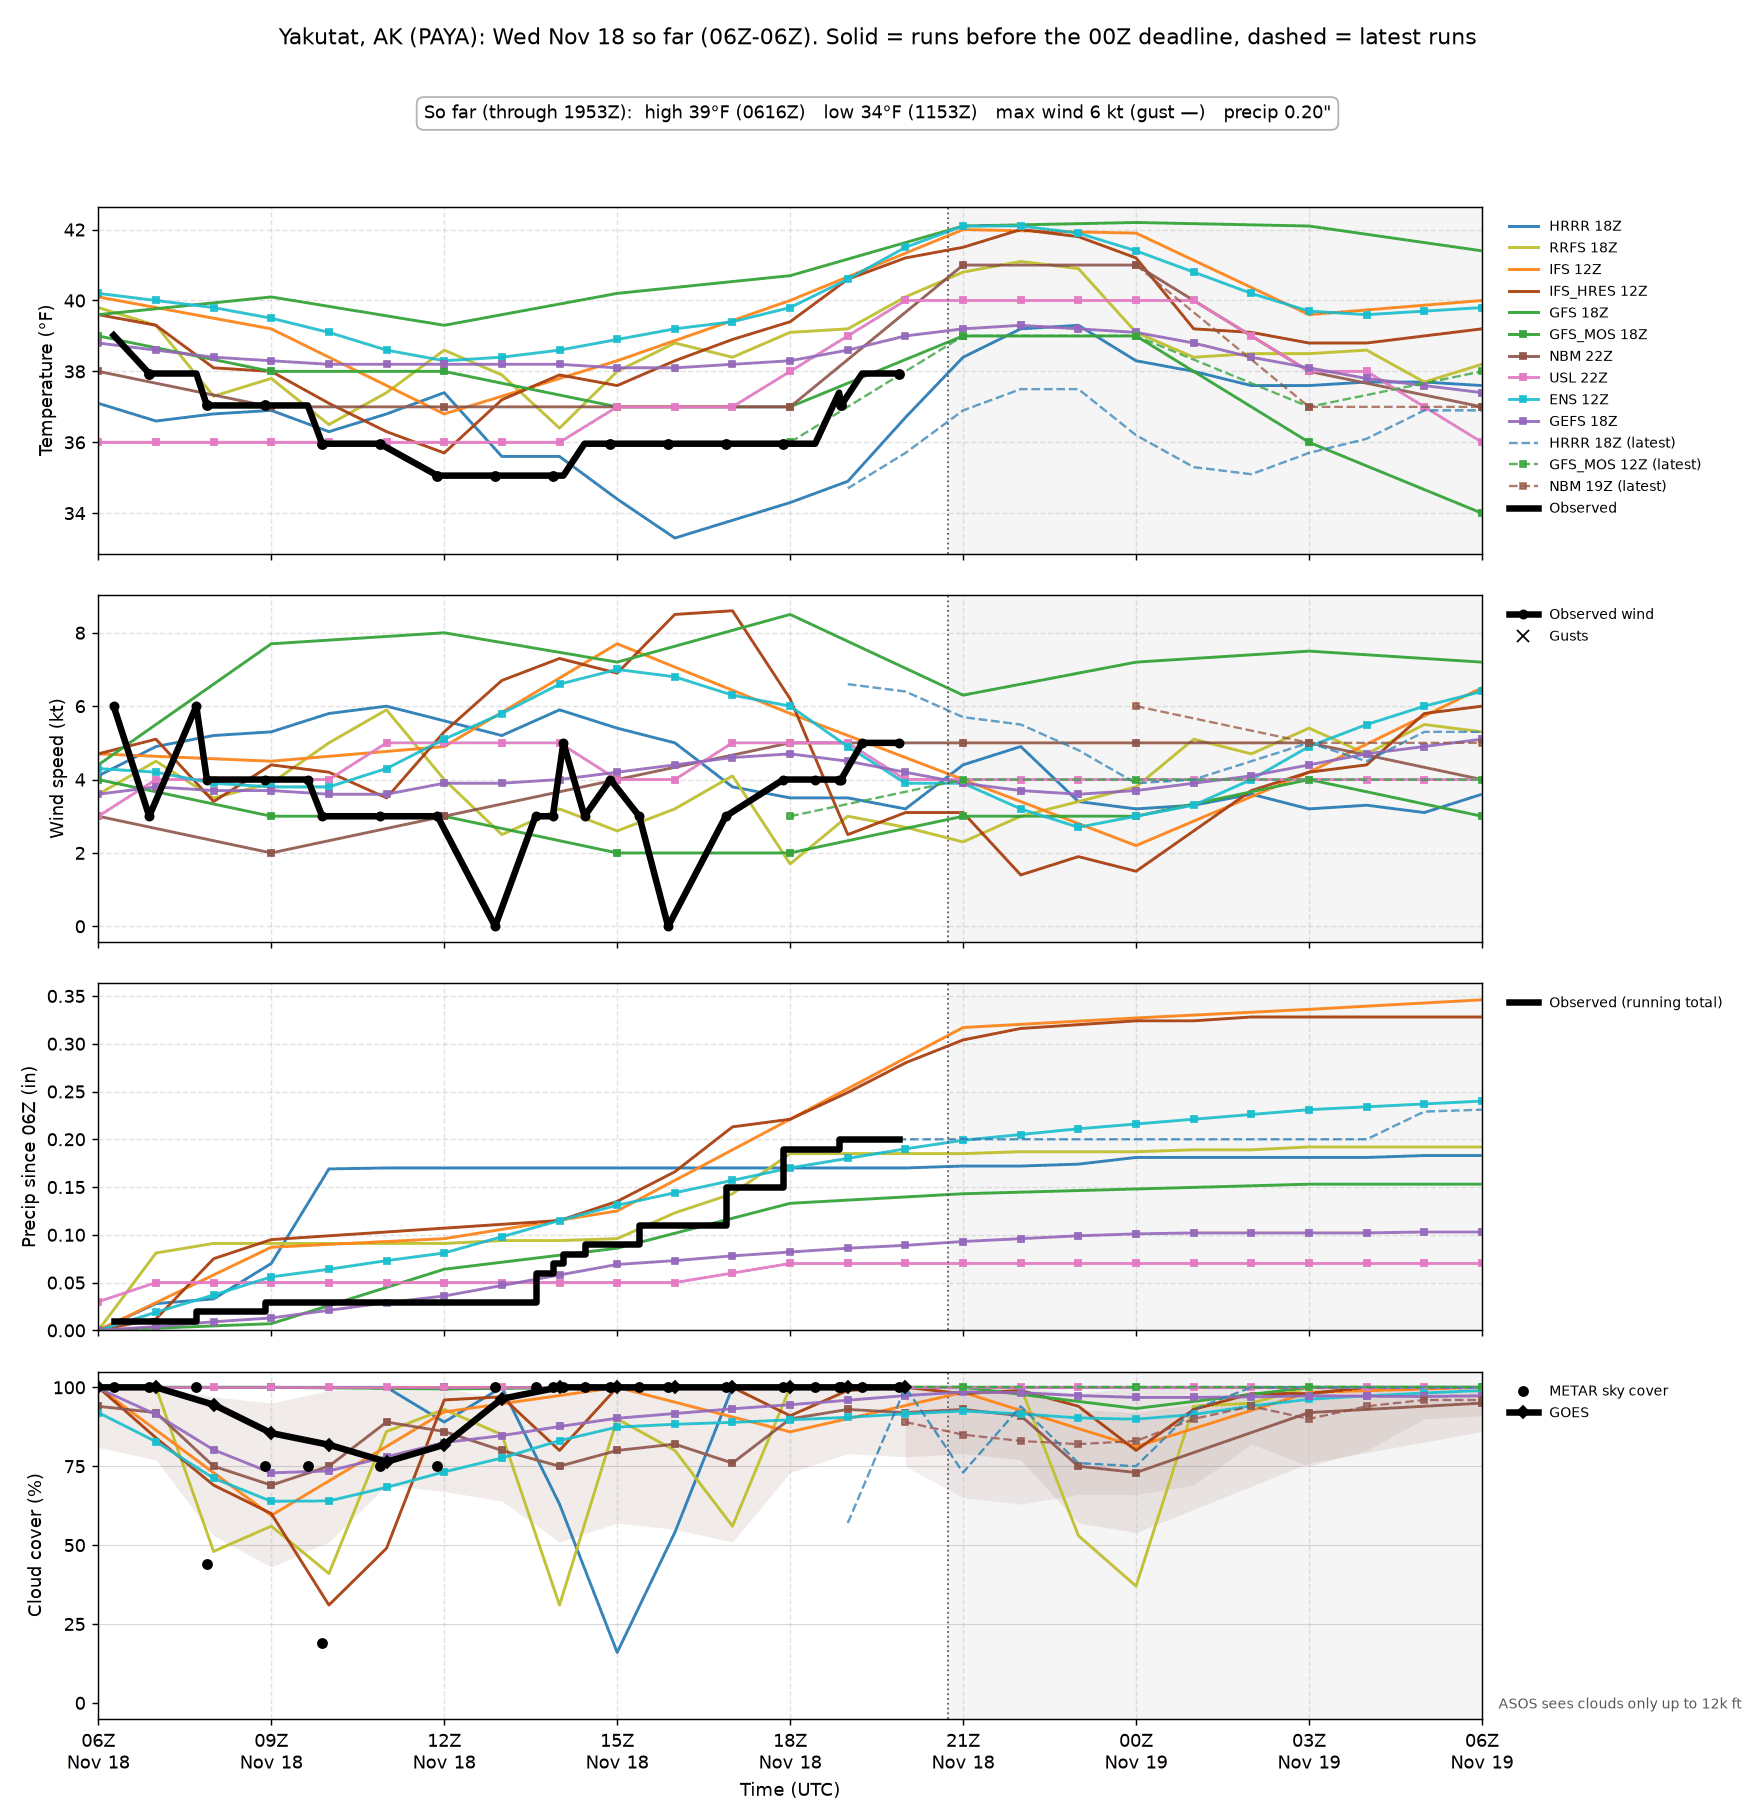 Yakutat, AK (PAYA): Wed Nov 18 so far (06Z-06Z). Solid = runs before the 00Z deadline, dashed = latest runs
So far (through 1953Z):  high 39°F (0616Z)   low 34°F (1153Z)   max wind 6 kt (gust —)   precip 0.20"
Temperature (°F)
42
40
38
36
34
HRRR 18Z
RRFS 18Z
IFS 12Z
IFS_HRES 12Z
GFS 18Z
GFS_MOS 18Z
NBM 22Z
USL 22Z
ENS 12Z
GEFS 18Z
HRRR 18Z (latest)
GFS_MOS 12Z (latest)
NBM 19Z (latest)
Observed
Wind speed (kt)
8
6
4
2
0
Observed wind
Gusts
Precip since 06Z (in)
0.35
0.30
0.25
0.20
0.15
0.10
0.05
0.00
Observed (running total)
Cloud cover (%)
100
75
50
25
0
METAR sky cover
GOES
ASOS sees clouds only up to 12k ft
06Z
Nov 18
09Z
Nov 18
12Z
Nov 18
15Z
Nov 18
18Z
Nov 18
21Z
Nov 18
00Z
Nov 19
03Z
Nov 19
06Z
Nov 19
Time (UTC)